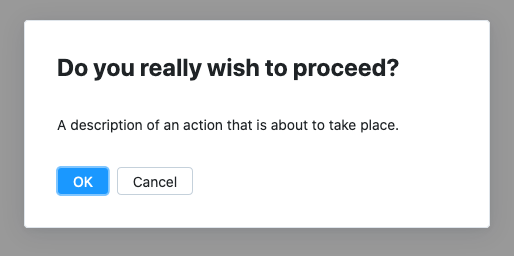 Do you really wish to proceed?
A description of an action that is about to take place.
OK Cancel